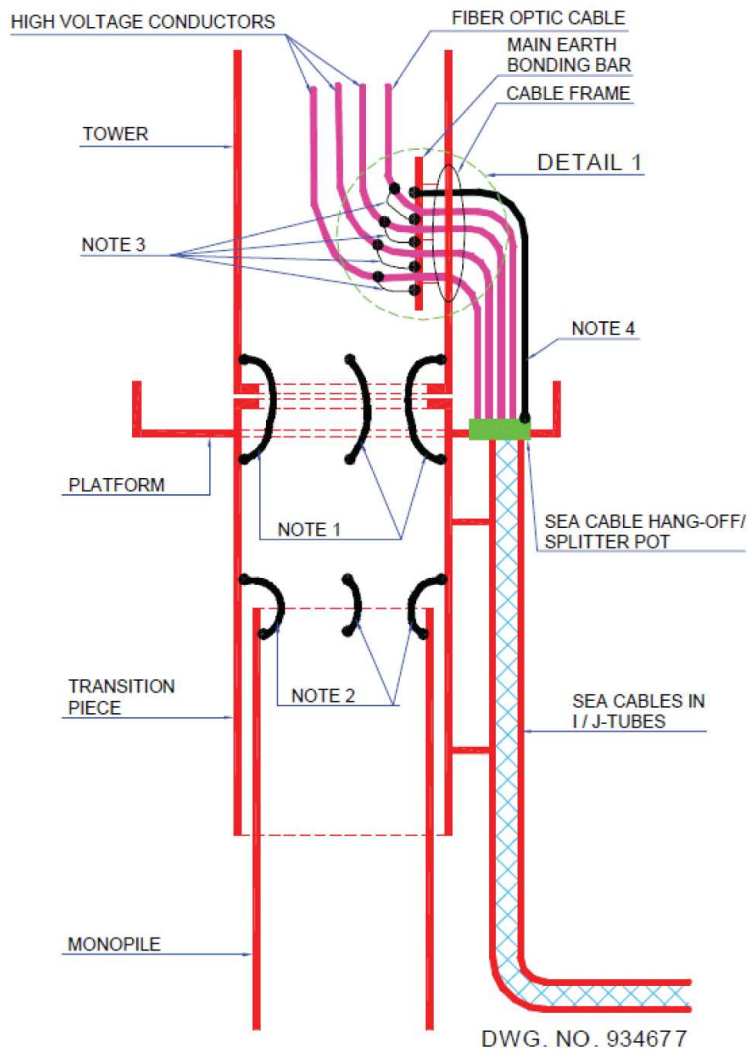 HIGH VOLTAGE CONDUCTORS
FIBER OPTIC CABLE
MAIN EARTH
BONDING BAR
CABLE FRAME
TOWER
DETAIL 1
NOTE 3
NOTE 4
PLATFORM
NOTE 1
SEA CABLE HANG-OFF/
SPLITTER POT
TRANSITION
PIECE
NOTE 2
SEA CABLES IN
I / J-TUBES
MONOPILE
DWG. NO. 934677